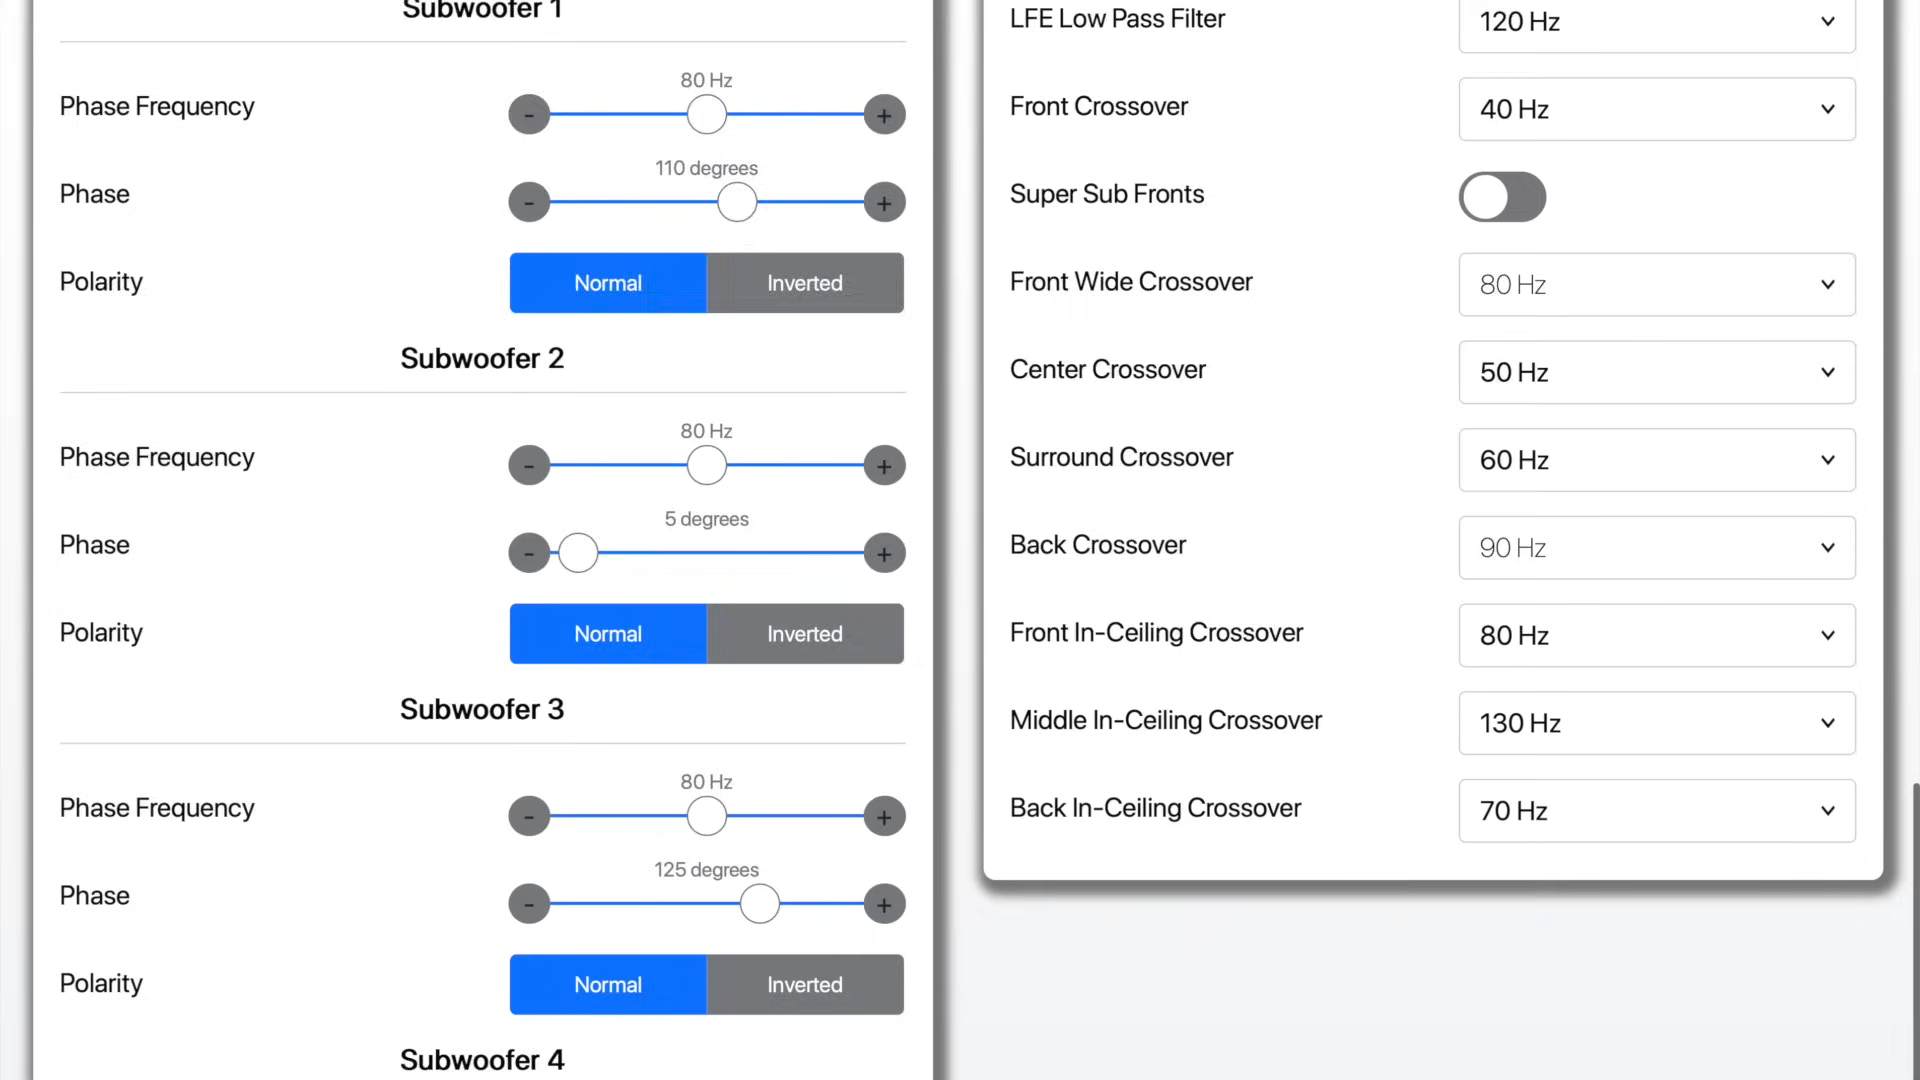 Subwoofer 1
Phase Frequency
80 Hz
-
+
Phase
110 degrees
-
+
Polarity
Normal
Inverted
Subwoofer 2
Phase Frequency
80 Hz
-
+
Phase
5 degrees
-
+
Polarity
Normal
Inverted
Subwoofer 3
Phase Frequency
80 Hz
-
+
Phase
125 degrees
-
+
Polarity
Normal
Inverted
Subwoofer 4
LFE Low Pass Filter
120 Hz
Front Crossover
40 Hz
Super Sub Fronts
Front Wide Crossover
80 Hz
Center Crossover
50 Hz
Surround Crossover
60 Hz
Back Crossover
90 Hz
Front In-Ceiling Crossover
80 Hz
Middle In-Ceiling Crossover
130 Hz
Back In-Ceiling Crossover
70 Hz